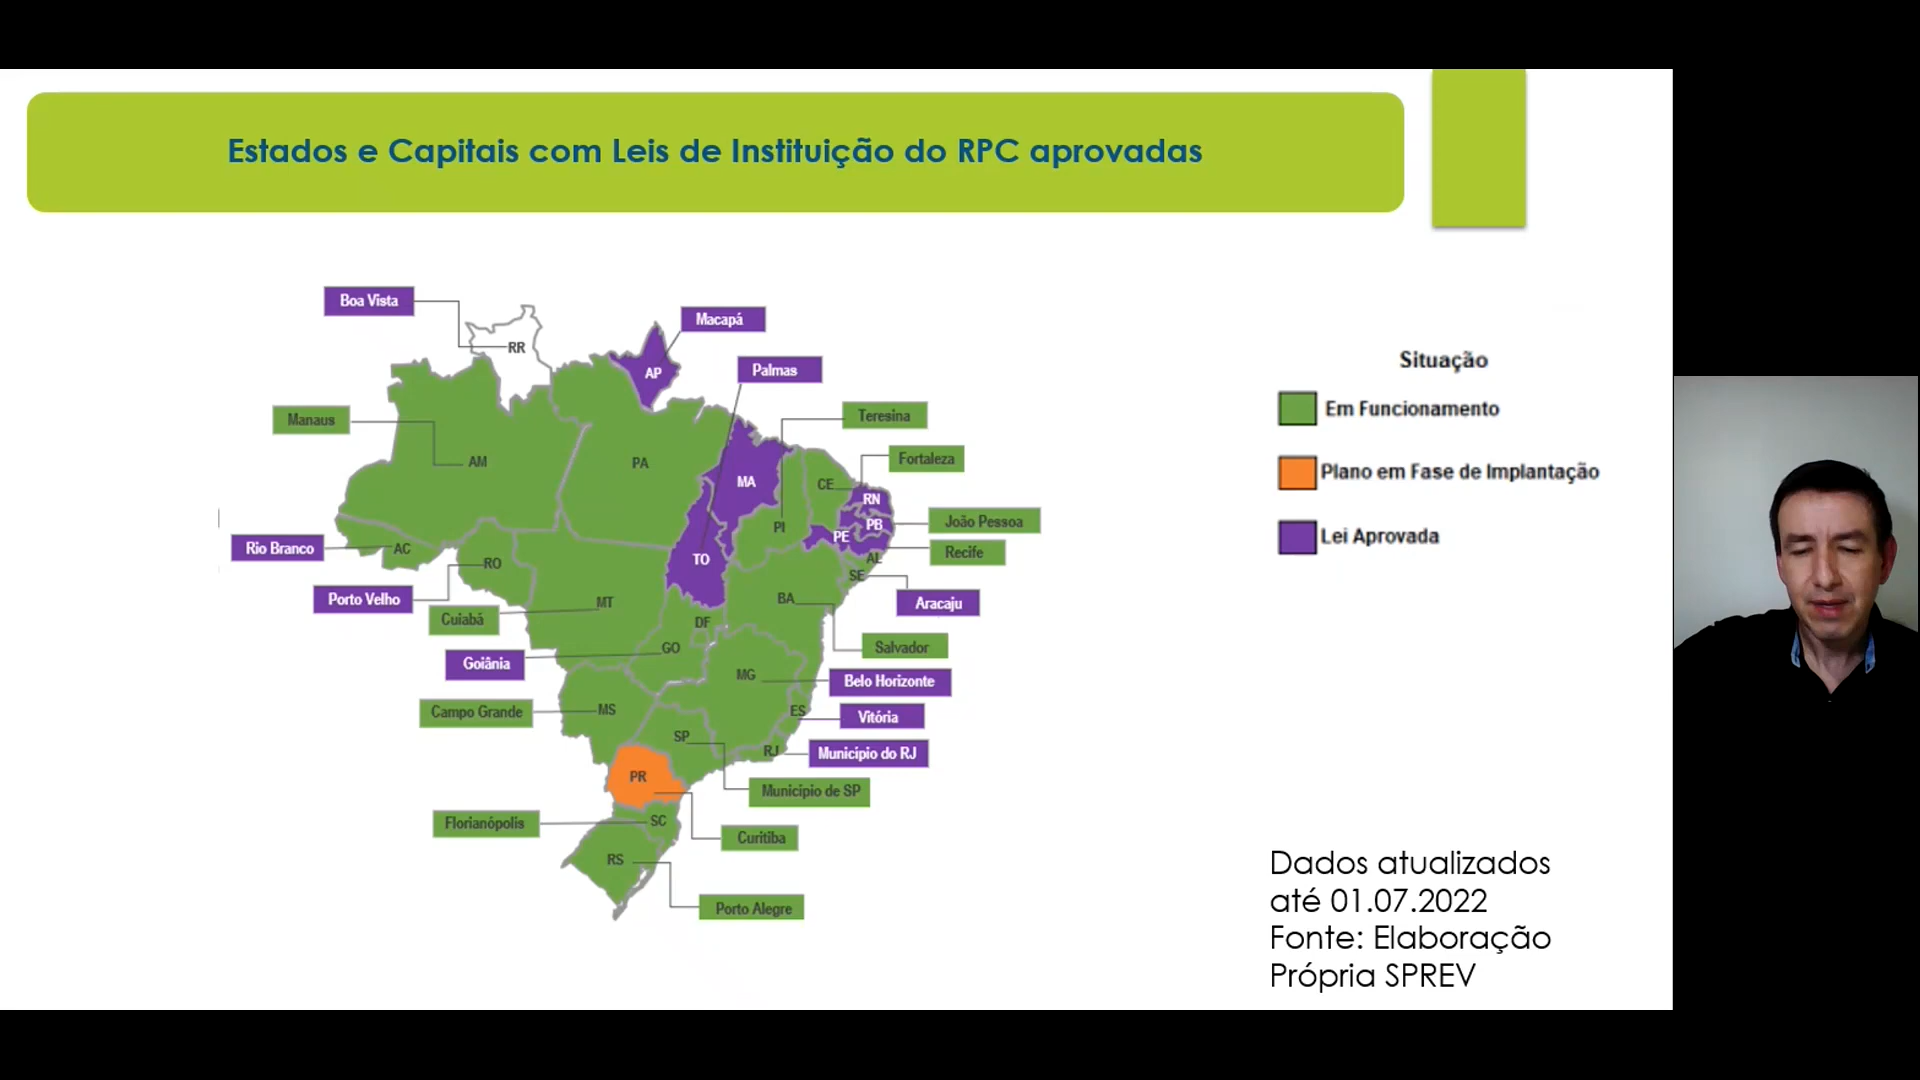 Estados e Capitais com Leis de Instituição do RPC aprovadas
Boa Vista
Macapá
RR
AP
Palmas
Manaus
Teresina
AM
PA
Fortaleza
MA
CE
RN
João Pessoa
PB
PI
PE
Rio Branco
AC
Recife
AL
TO
RO
SE
Porto Velho
MT
BA
Aracaju
Cuiabá
DF
GO
Salvador
Goiânia
MG
Belo Horizonte
Campo Grande
MS
ES
Vitória
SP
RJ
Municipio do RJ
PR
Municipio de SP
Florianópolis
SC
Curitiba
RS
Porto Alegre
Situação
Em Funcionamento
Plano em Fase de Implantação
Lei Aprovada
Dados atualizados
até 01.07.2022
Fonte: Elaboração
Própria SPREV